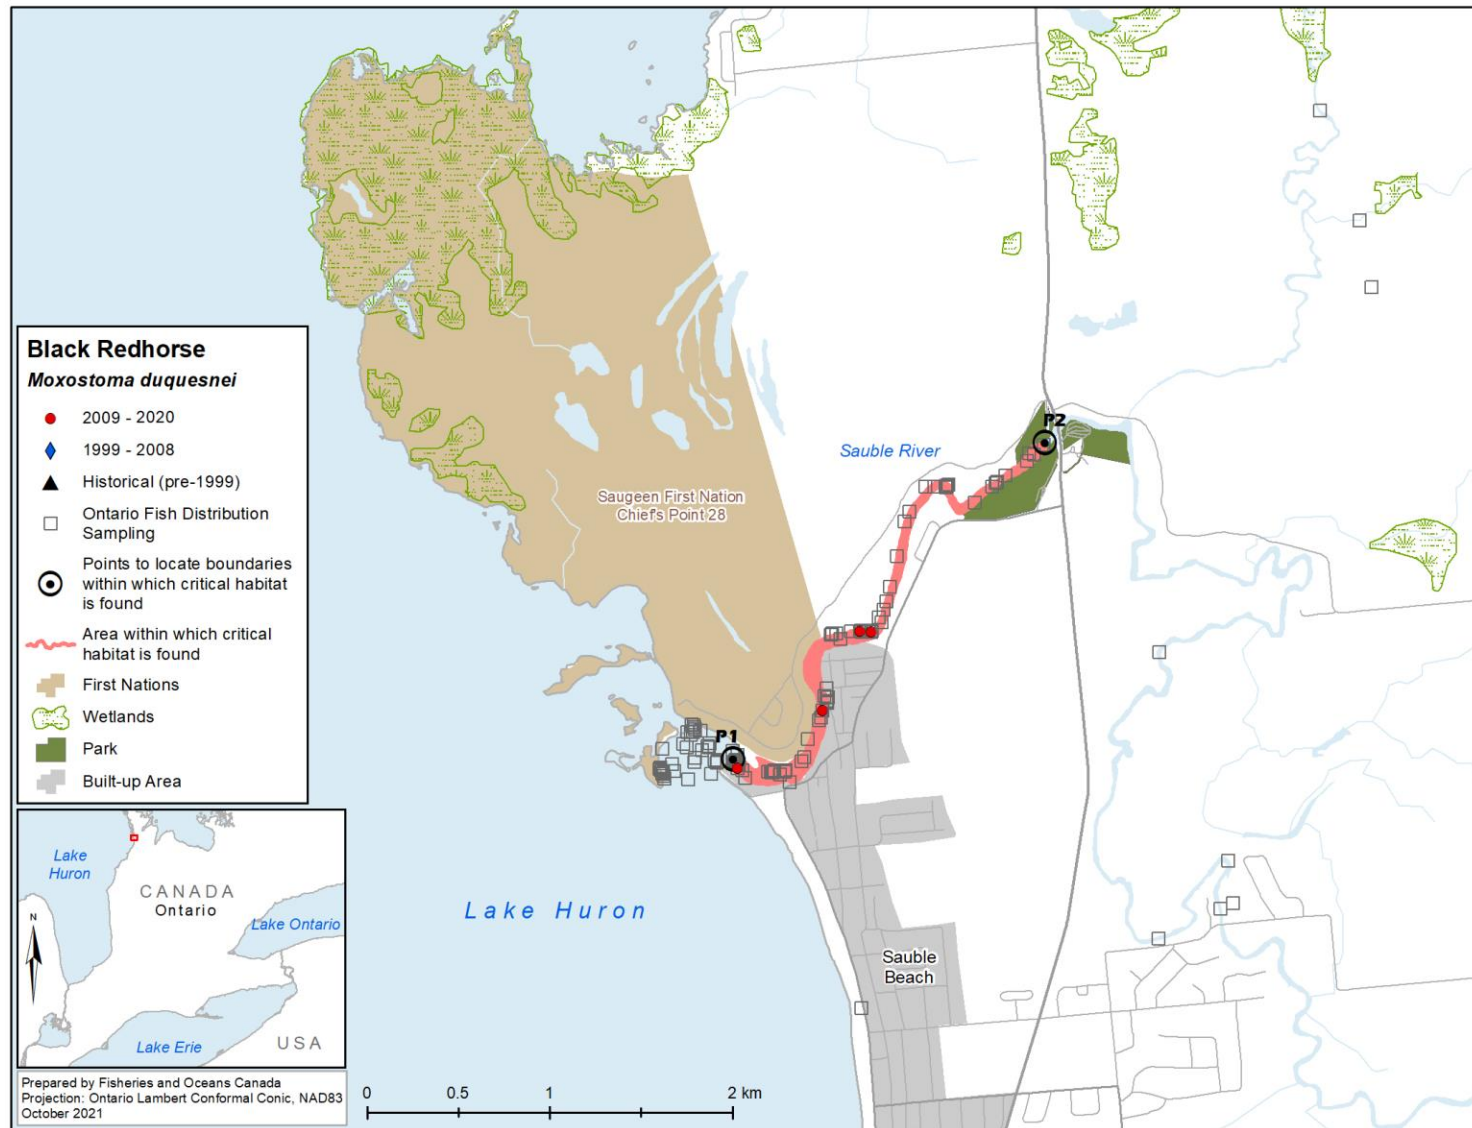 P2
Sauble River
Saugeen First Nation
Chief's Point 28
P1
Lake Huron
Sauble
Beach
Black Redhorse
Moxostoma duquesnei
2009 - 2020
1999 - 2008
Historical (pre-1999)
Ontario Fish Distribution
Sampling
Points to locate boundaries
within which critical habitat
is found
Area within which critical
habitat is found
First Nations
Wetlands
Park
Built-up Area
Lake
Huron
CANADA
Ontario
Lake Ontario
N
Lake Erie
USA
Prepared by Fisheries and Oceans Canada
Projection: Ontario Lambert Conformal Conic, NAD83
October 2021
0 0.5 1 2 km